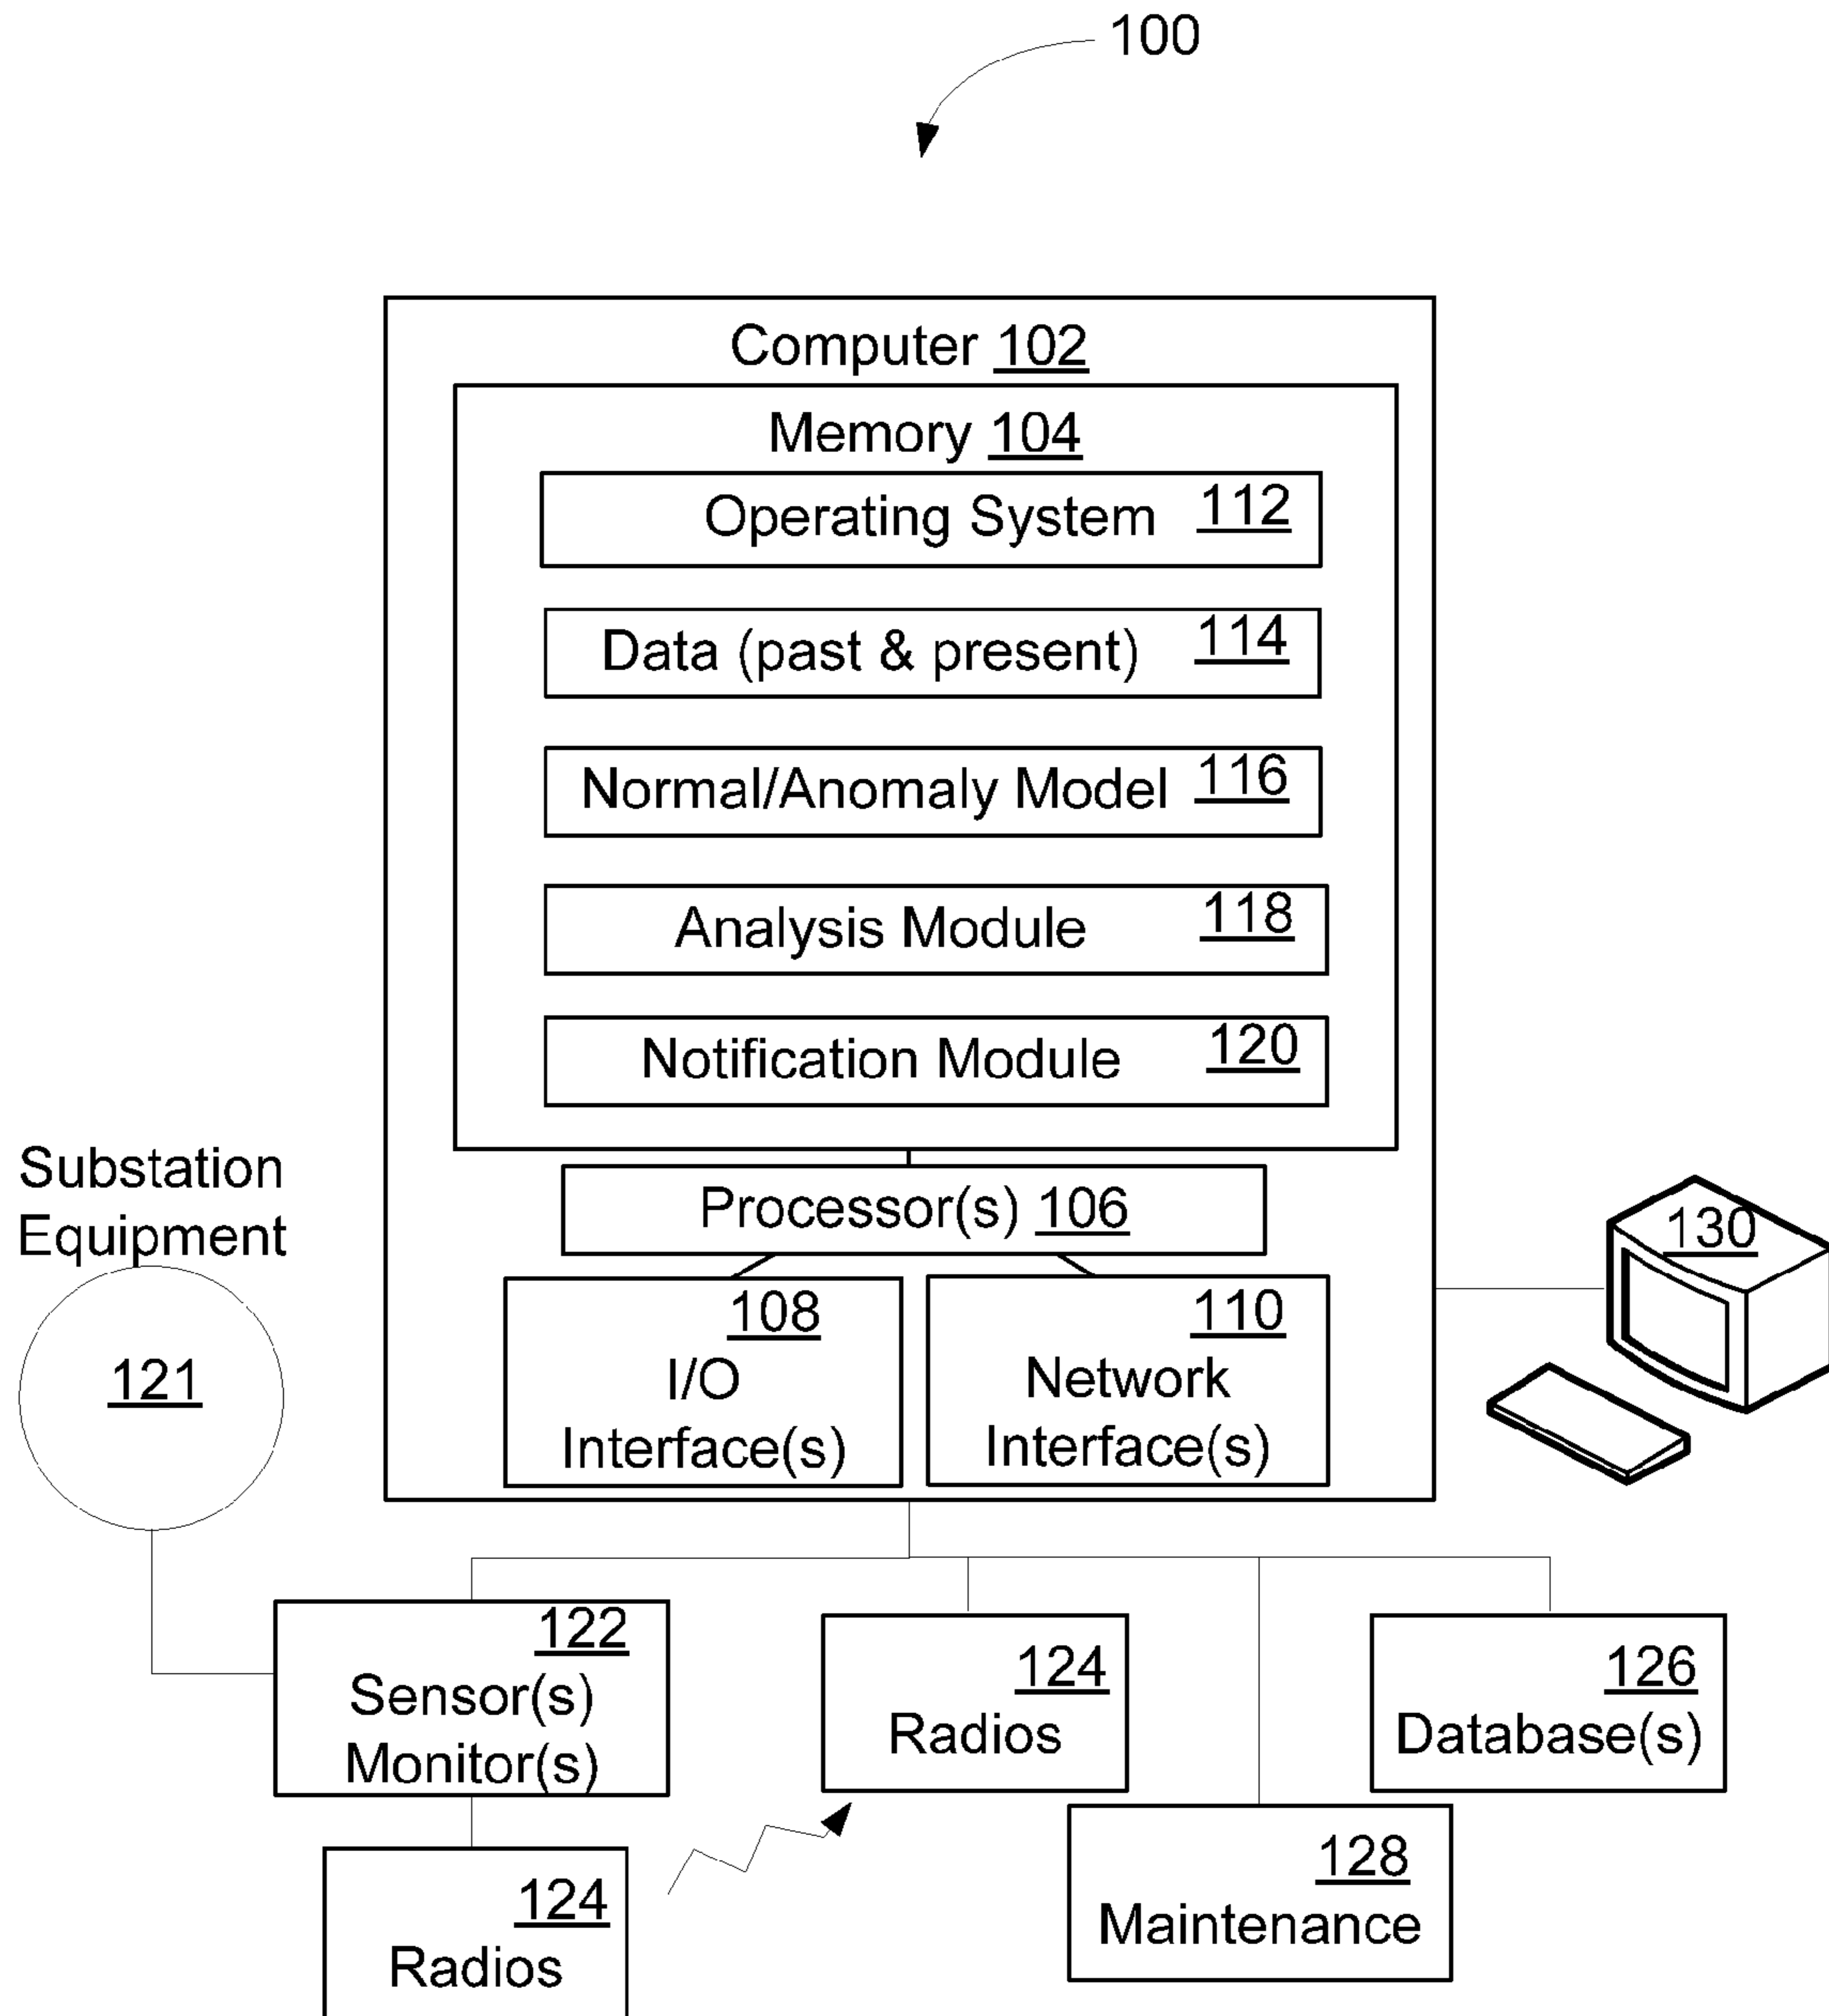 100
Computer 102
Memory 104
Operating System 112
Data (past & present) 114
Normal/Anomaly Model 116
Analysis Module 118
Notification Module 120
Substation
Equipment
121
Processor(s) 106
108
I/O
Interface(s)
110
Network
Interface(s)
130
122
Sensor(s)
Monitor(s)
124
Radios
126
Database(s)
128
Maintenance
124
Radios